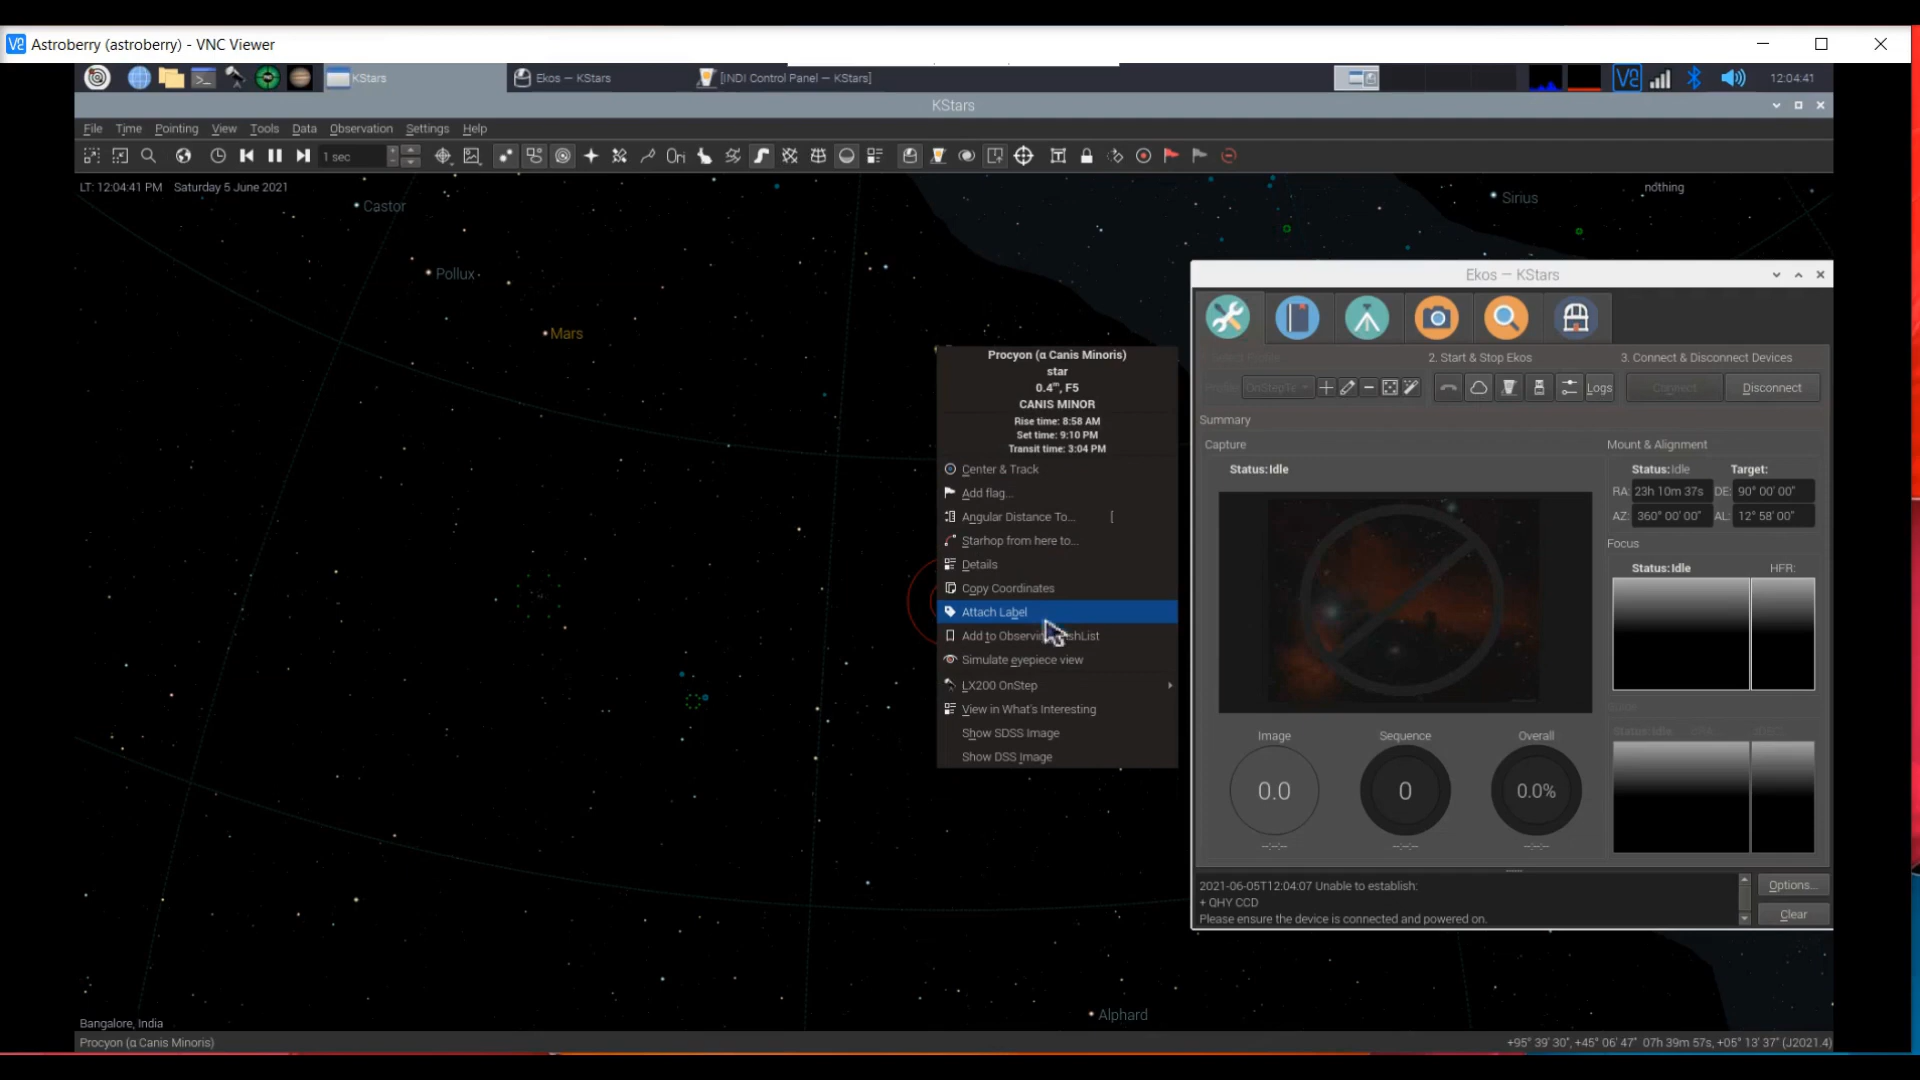 Astroberry (astroberry) - VNC Viewer
KStars
Ekos — KStars
[INDI Control Panel — KStars]
12:04:41
KStars
File Time Pointing View Tools Data Observation Settings Help
1 sec
Ori
LT: 12:04:41 PM Saturday 5 June 2021
nothing
Castor
Sirius
Pollux
Mars
Procyon (α Canis Minoris)
star
0.4ᵐ, F5
CANIS MINOR
Rise time: 8:58 AM
Set time: 9:10 PM
Transit time: 3:04 PM
Center & Track
Add flag...
Angular Distance To... [
Starhop from here to...
Details
Copy Coordinates
Attach Label
Add to Observing
Simulate eyepiece view
LX200 OnStep
View in What's Interesting
Show SDSS Image
Show DSS Image
Ekos — KStars
2. Start & Stop Ekos
3. Connect & Disconnect Devices
Logs
Connect
Disconnect
Summary
Capture
Status:Idle
Mount & Alignment
Status:Idle Target:
RA: 23h 10m 37s DE: 90° 00' 00"
AZ: 360° 00' 00" AL: 12° 58' 00"
Focus
Status:Idle HFR:
Image
Sequence
Overall
0.0
0
0.0%
--:--:--
--:--:--
--:--:--
2021-06-05T12:04:07 Unable to establish:
+ QHY CCD
Please ensure the device is connected and powered on.
Options...
Clear
Alphard
Bangalore, India
Procyon (α Canis Minoris)
+95° 39' 30", +45° 06' 47" 07h 39m 57s, +05° 13' 37" (J2021.4)